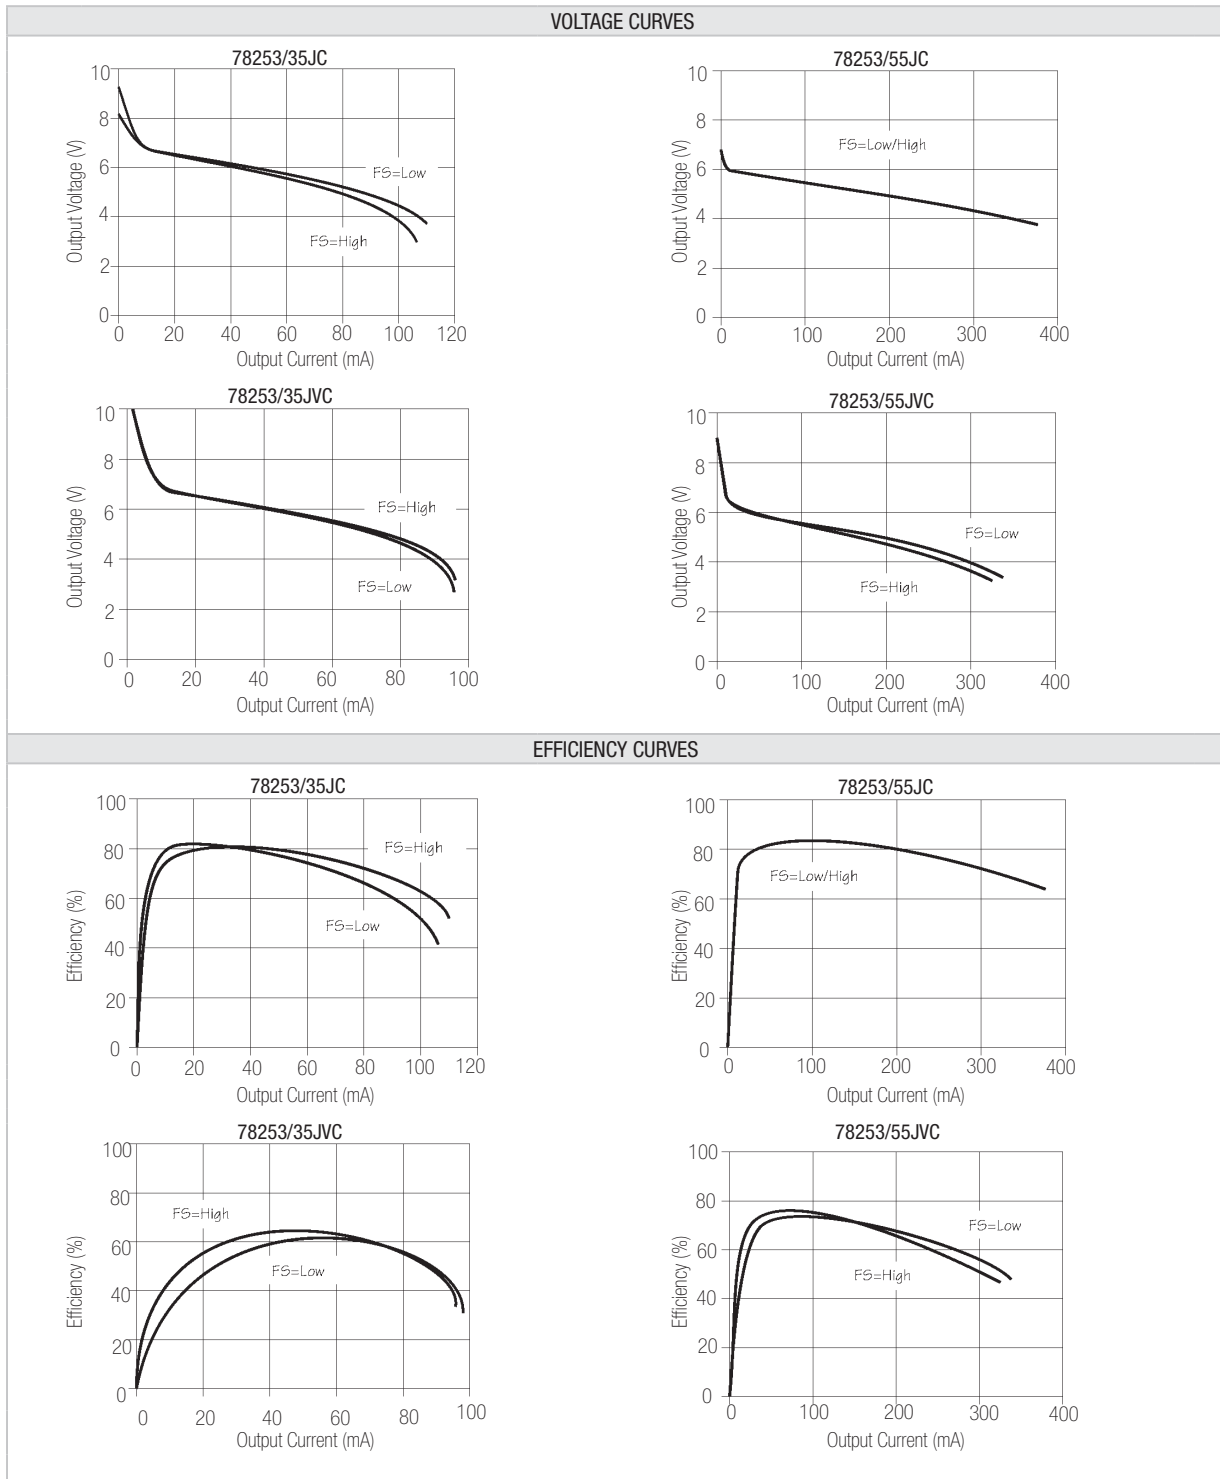 VOLTAGE CURVES
78253/35JC
10
8
6
4
2
0
Output Voltage (V)
FS=Low
FS=High
0 20 40 60 80 100 120
Output Current (mA)
78253/55JC
10
8
6
4
2
0
Output Voltage (V)
FS=Low/High
0 100 200 300 400
Output Current (mA)
78253/35JVC
10
8
6
4
2
0
Output Voltage (V)
FS=High
FS=Low
0 20 40 60 80 100
Output Current (mA)
78253/55JVC
10
8
6
4
2
0
Output Voltage (V)
FS=Low
FS=High
0 100 200 300 400
Output Current (mA)
EFFICIENCY CURVES
78253/35JC
100
80
60
40
20
0
Efficiency (%)
FS=High
FS=Low
0 20 40 60 80 100 120
Output Current (mA)
78253/55JC
100
80
60
40
20
0
Efficiency (%)
FS=Low/High
0 100 200 300 400
Output Current (mA)
78253/35JVC
100
80
60
40
20
0
Efficiency (%)
FS=High
FS=Low
0 20 40 60 80 100
Output Current (mA)
78253/55JVC
100
80
60
40
20
0
Efficiency (%)
FS=Low
FS=High
0 100 200 300 400
Output Current (mA)